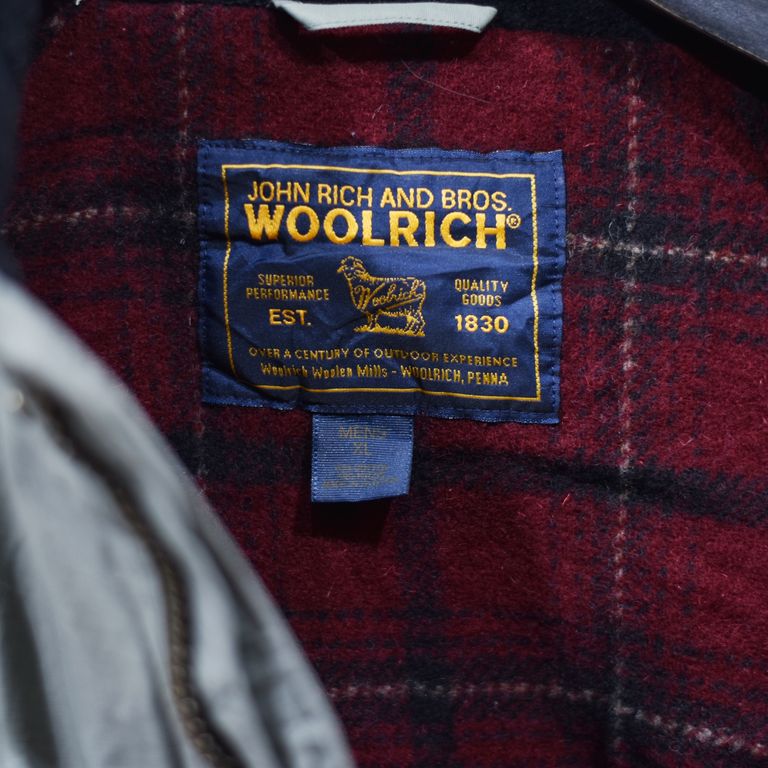 JOHN RICH AND BROS.
WOOLRICH®
SUPERIOR
PERFORMANCE
Woolrich
QUALITY
GOODS
EST.
1830
OVER A CENTURY OF OUTDOOR EXPERIENCE
Woolrich Woolen Mills - WOOLRICH, PENNA
MENS
XL